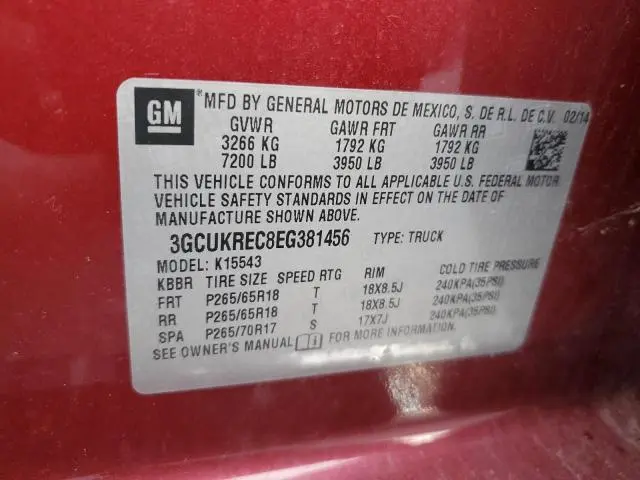 GM
*MFD BY GENERAL MOTORS DE MEXICO, S. DE R.L. DE C.V. 02/14
GVWR GAWR FRT GAWR RR
3266 KG 1792 KG 1792 KG
7200 LB 3950 LB 3950 LB
THIS VEHICLE CONFORMS TO ALL APPLICABLE U.S. FEDERAL MOTOR
VEHICLE SAFETY STANDARDS IN EFFECT ON THE DATE OF
MANUFACTURE SHOWN ABOVE.
3GCUKREC8EG381456 TYPE: TRUCK
MODEL: K15543
KBBR TIRE SIZE SPEED RTG RIM COLD TIRE PRESSURE
FRT P265/65R18 T 18X8.5J 240KPA(35PSI)
RR P265/65R18 T 18X8.5J 240KPA(35PSI)
SPA P265/70R17 S 17X7J 240KPA(35PSI)
SEE OWNER'S MANUAL FOR MORE INFORMATION.